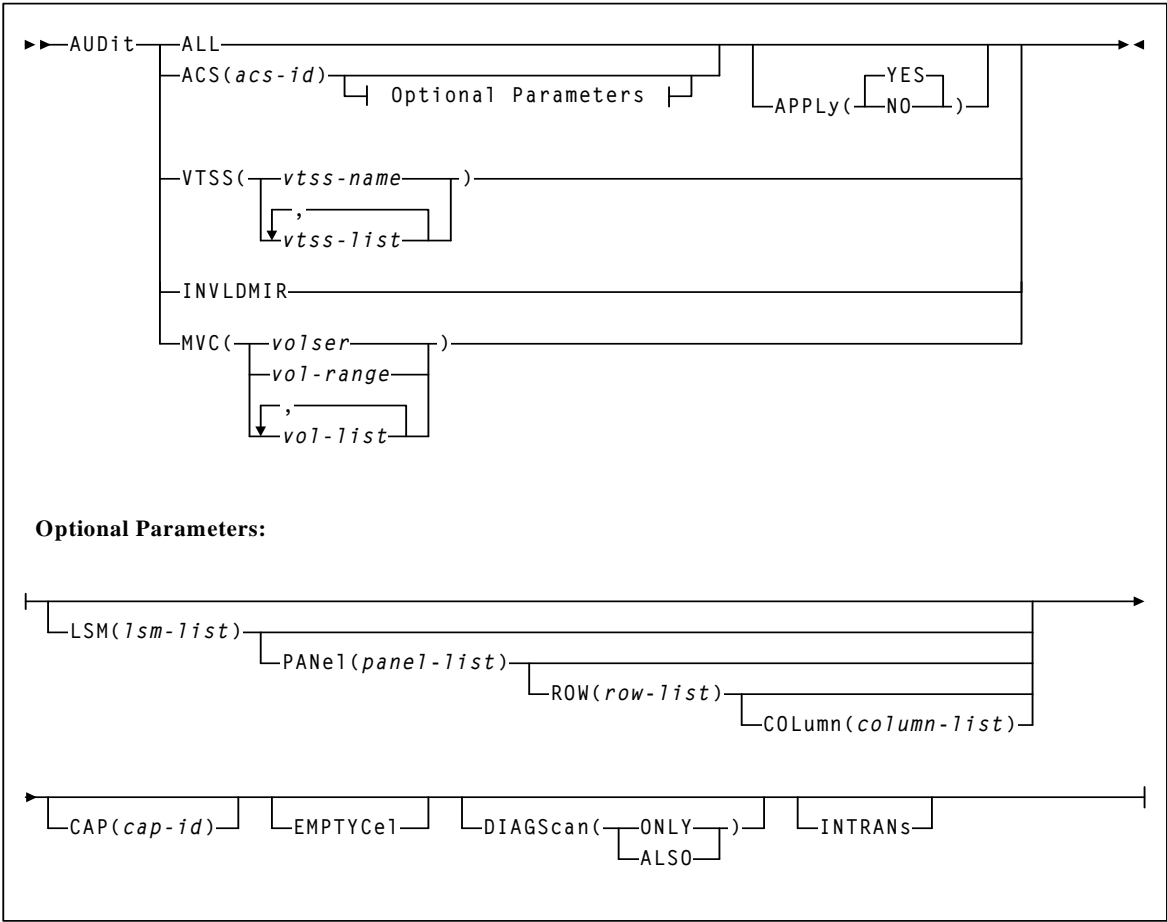 AUDit ALL
ACS(acs-id) Optional Parameters APPLy( YES NO )
VTSS( vtss-name )
,
vtss-list
INVLDMIR
MVC( volser )
vol-range
,
vol-list
Optional Parameters:
LSM(lsm-list)
PANel(panel-list)
ROW(row-list)
COLumn(column-list)
CAP(cap-id) EMPTYCel DIAGScan( ONLY ) INTRANs
ALSO